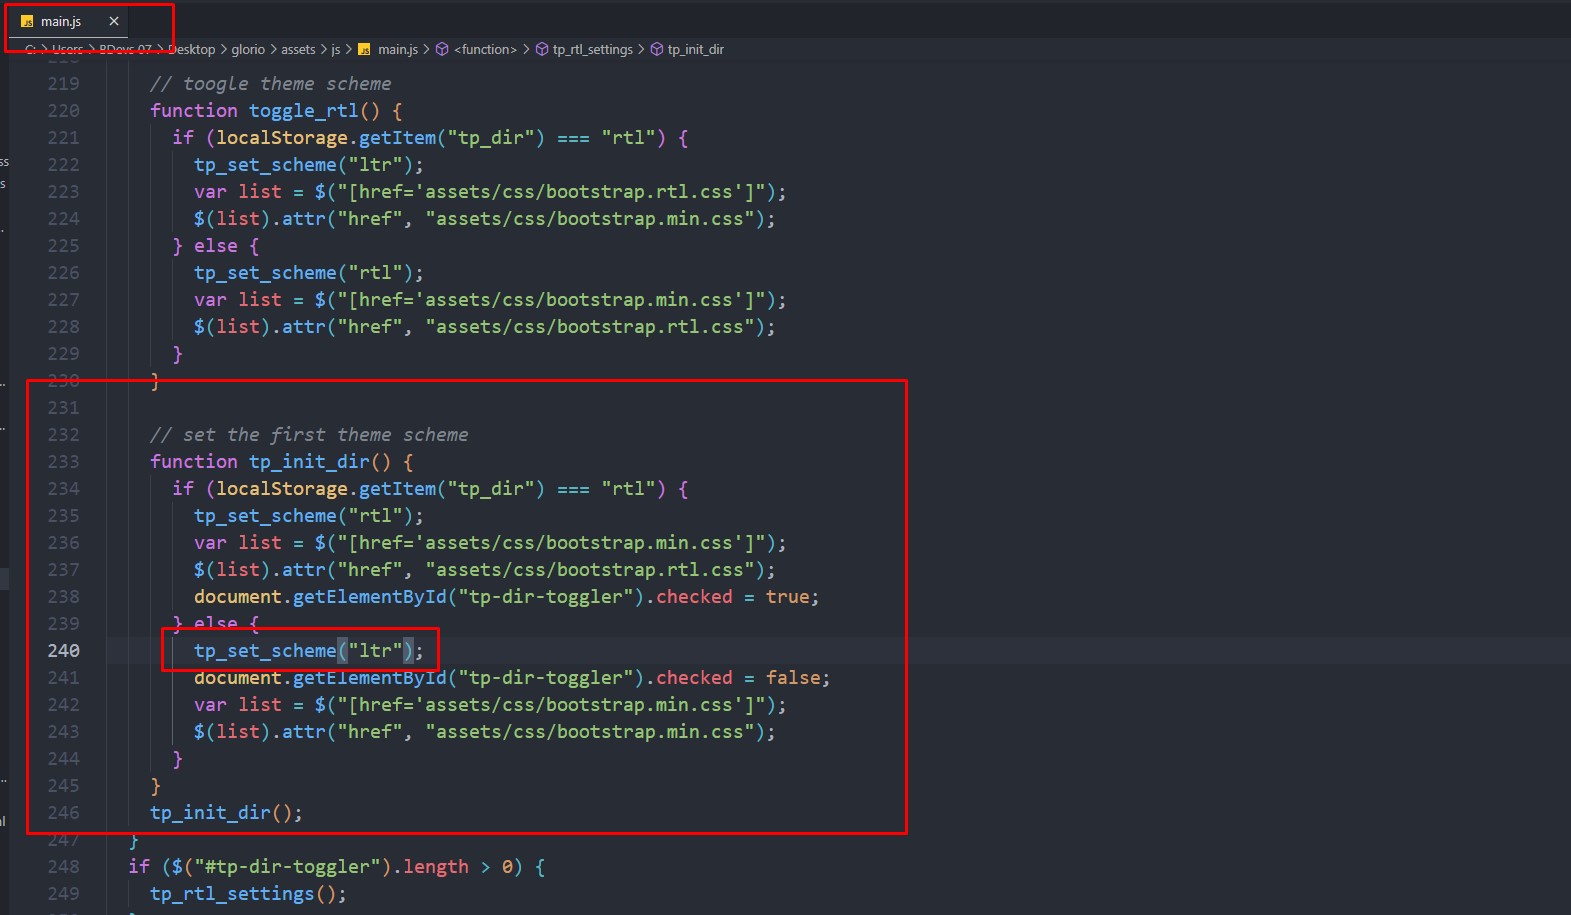 JS main.js ×
C: > Users > BDevs 07 > Desktop > glorio > assets > js > JS main.js > <function> > tp_rtl_settings > tp_init_dir
219 // toogle theme scheme
220 function toggle_rtl() {
221 if (localStorage.getItem("tp_dir") === "rtl") {
222 tp_set_scheme("ltr");
223 var list = $("[href='assets/css/bootstrap.rtl.css']");
224 $(list).attr("href", "assets/css/bootstrap.min.css");
225 } else {
226 tp_set_scheme("rtl");
227 var list = $("[href='assets/css/bootstrap.min.css']");
228 $(list).attr("href", "assets/css/bootstrap.rtl.css");
229 }
230 }
231
232 // set the first theme scheme
233 function tp_init_dir() {
234 if (localStorage.getItem("tp_dir") === "rtl") {
235 tp_set_scheme("rtl");
236 var list = $("[href='assets/css/bootstrap.min.css']");
237 $(list).attr("href", "assets/css/bootstrap.rtl.css");
238 document.getElementById("tp-dir-toggler").checked = true;
239 } else {
240 tp_set_scheme("ltr");
241 document.getElementById("tp-dir-toggler").checked = false;
242 var list = $("[href='assets/css/bootstrap.min.css']");
243 $(list).attr("href", "assets/css/bootstrap.min.css");
244 }
245 }
246 tp_init_dir();
247 }
248 if ($("#tp-dir-toggler").length > 0) {
249 tp_rtl_settings();